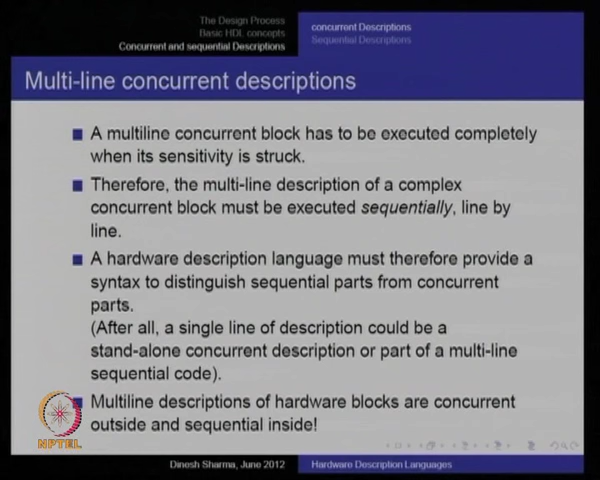 The Design Process
Basic HDL concepts
Concurrent and sequential Descriptions
concurrent Descriptions
Sequential Descriptions
Multi-line concurrent descriptions
A multiline concurrent block has to be executed completely
when its sensitivity is struck.
Therefore, the multi-line description of a complex
concurrent block must be executed sequentially, line by
line.
A hardware description language must therefore provide a
syntax to distinguish sequential parts from concurrent
parts.
(After all, a single line of description could be a
stand-alone concurrent description or part of a multi-line
sequential code).
Multiline descriptions of hardware blocks are concurrent
outside and sequential inside!
NPTEL
Dinesh Sharma, June 2012
Hardware Description Languages